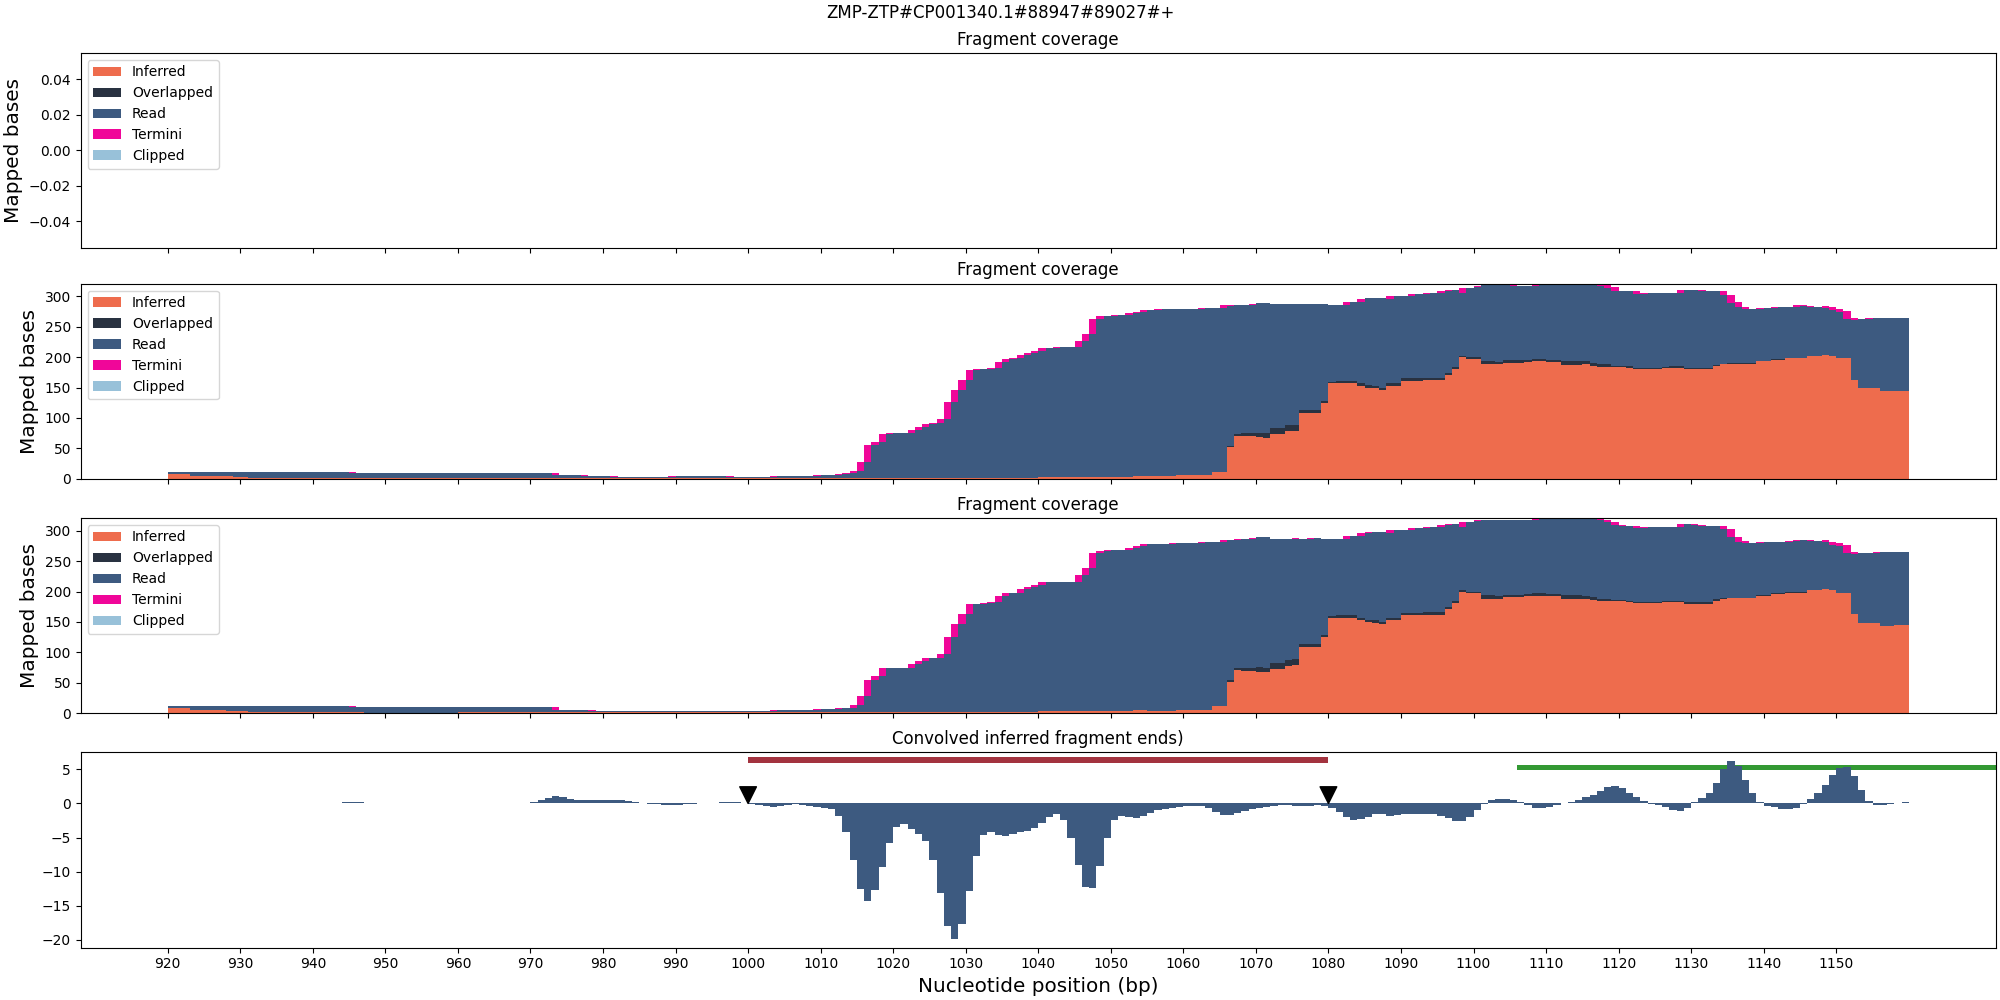 ZMP-ZTP#CP001340.1#88947#89027#+
Fragment coverage
Mapped bases
0.04
0.02
0.00
−0.02
−0.04
Inferred
Overlapped
Read
Termini
Clipped
Fragment coverage
Mapped bases
300
250
200
150
100
50
0
Inferred
Overlapped
Read
Termini
Clipped
Fragment coverage
Mapped bases
300
250
200
150
100
50
0
Inferred
Overlapped
Read
Termini
Clipped
Convolved inferred fragment ends)
5
0
−5
−10
−15
−20
920 930 940 950 960 970 980 990 1000 1010 1020 1030 1040 1050 1060 1070 1080 1090 1100 1110 1120 1130 1140 1150
Nucleotide position (bp)